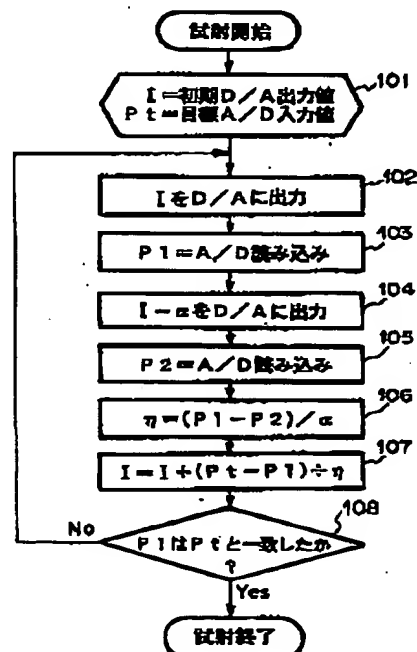 試射開始
101
I=初期D/A出力値
Pt=目標A/D入力値
102
IをD/Aに出力
103
P1=A/D読み込み
104
I-αをD/Aに出力
105
P2=A/D読み込み
106
η=(P1-P2)/α
107
I=I+(Pt-P1)÷η
108
No
P1はPtと一致したか
?
Yes
試射終了